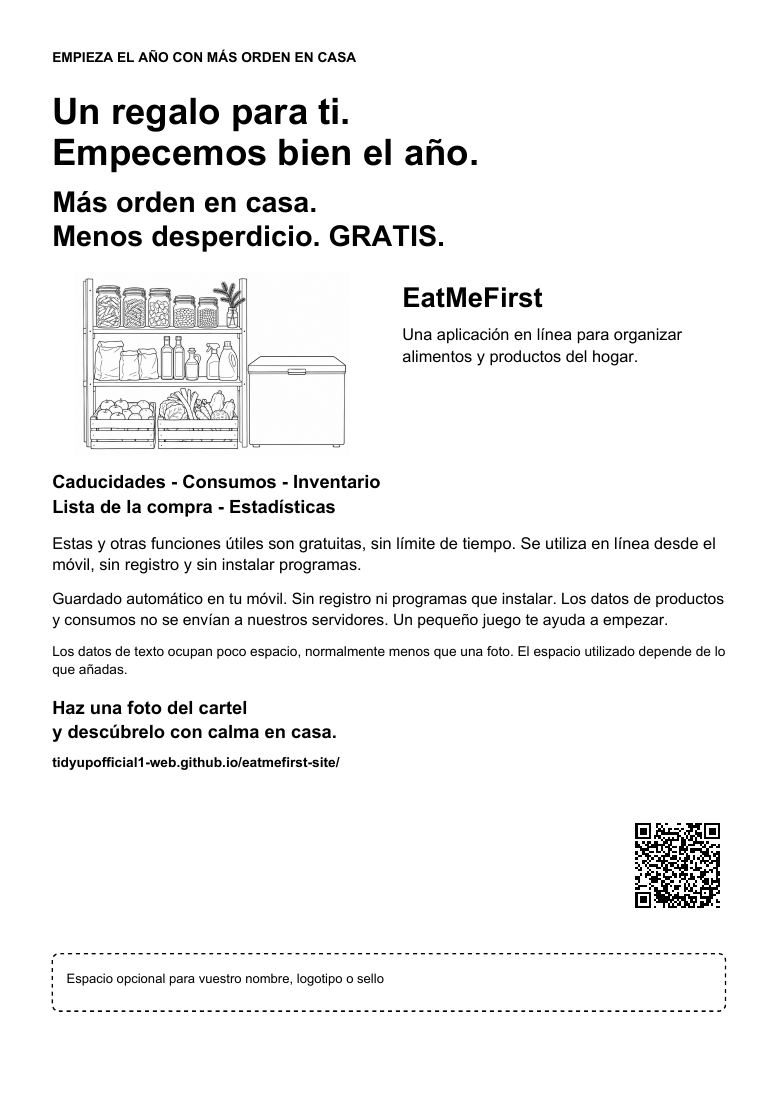 EMPIEZA EL AÑO CON MÁS ORDEN EN CASA
Un regalo para ti.
Empecemos bien el año.
Más orden en casa.
Menos desperdicio. GRATIS.
EatMeFirst
Una aplicación en línea para organizar
alimentos y productos del hogar.
Caducidades - Consumos - Inventario
Lista de la compra - Estadísticas
Estas y otras funciones útiles son gratuitas, sin límite de tiempo. Se utiliza en línea desde el
móvil, sin registro y sin instalar programas.
Guardado automático en tu móvil. Sin registro ni programas que instalar. Los datos de productos
y consumos no se envían a nuestros servidores. Un pequeño juego te ayuda a empezar.
Los datos de texto ocupan poco espacio, normalmente menos que una foto. El espacio utilizado depende de lo
que añadas.
Haz una foto del cartel
y descúbrelo con calma en casa.
tidyupofficial1-web.github.io/eatmefirst-site/
Espacio opcional para vuestro nombre, logotipo o sello